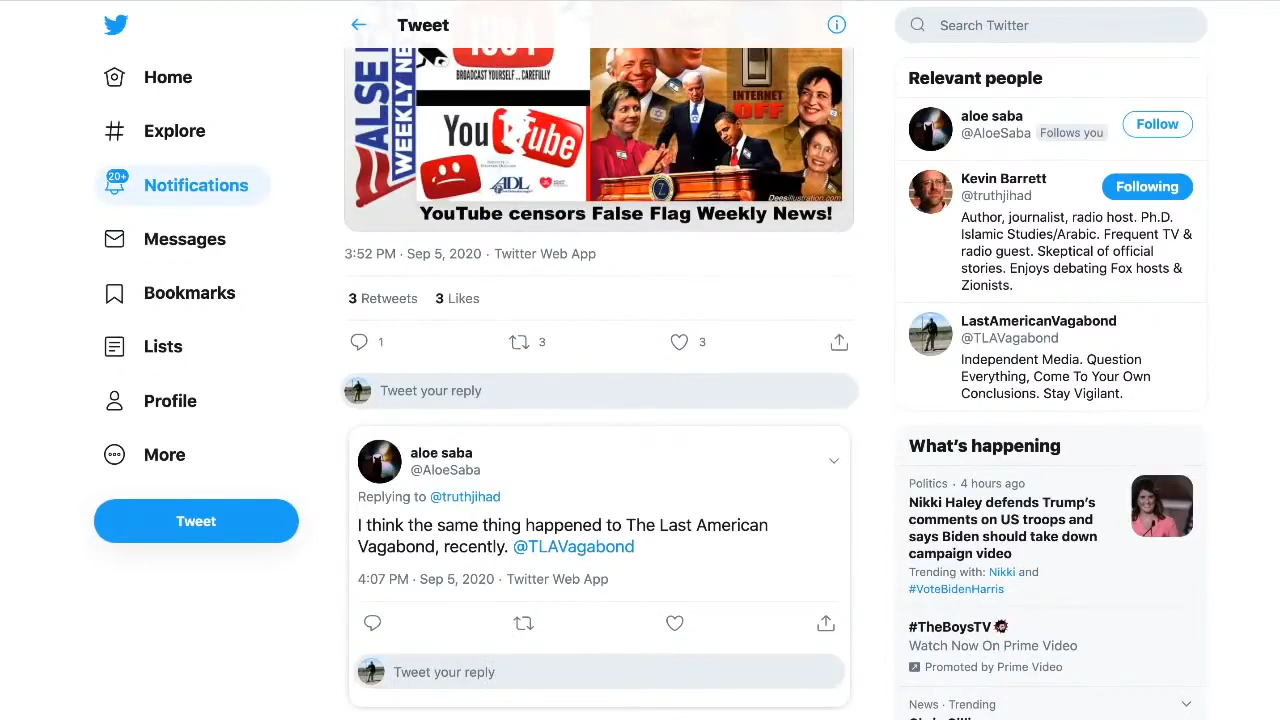 Tweet
Search Twitter
Home
Explore
20+
Notifications
Messages
Bookmarks
Lists
Profile
More
Tweet
FALSE
WEEKLY NEWS
1984
BROADCAST YOURSELF... CAREFULLY
YouTube
ADL
INTERNET
OFF
Deesillustration.com
YouTube censors False Flag Weekly News!
3:52 PM · Sep 5, 2020 · Twitter Web App
3 Retweets 3 Likes
1 3 3
Tweet your reply
aloe saba
@AloeSaba
Replying to @truthjihad
I think the same thing happened to The Last American
Vagabond, recently. @TLAVagabond
4:07 PM · Sep 5, 2020 · Twitter Web App
Tweet your reply
Relevant people
aloe saba
@AloeSaba Follows you
Follow
Kevin Barrett
@truthjihad
Following
Author, journalist, radio host. Ph.D.
Islamic Studies/Arabic. Frequent TV &
radio guest. Skeptical of official
stories. Enjoys debating Fox hosts &
Zionists.
LastAmericanVagabond
@TLAVagabond
Independent Media. Question
Everything, Come To Your Own
Conclusions. Stay Vigilant.
What's happening
Politics · 4 hours ago
Nikki Haley defends Trump's
comments on US troops and
says Biden should take down
campaign video
Trending with: Nikki and
#VoteBidenHarris
#TheBoysTV
Watch Now On Prime Video
Promoted by Prime Video
News · Trending